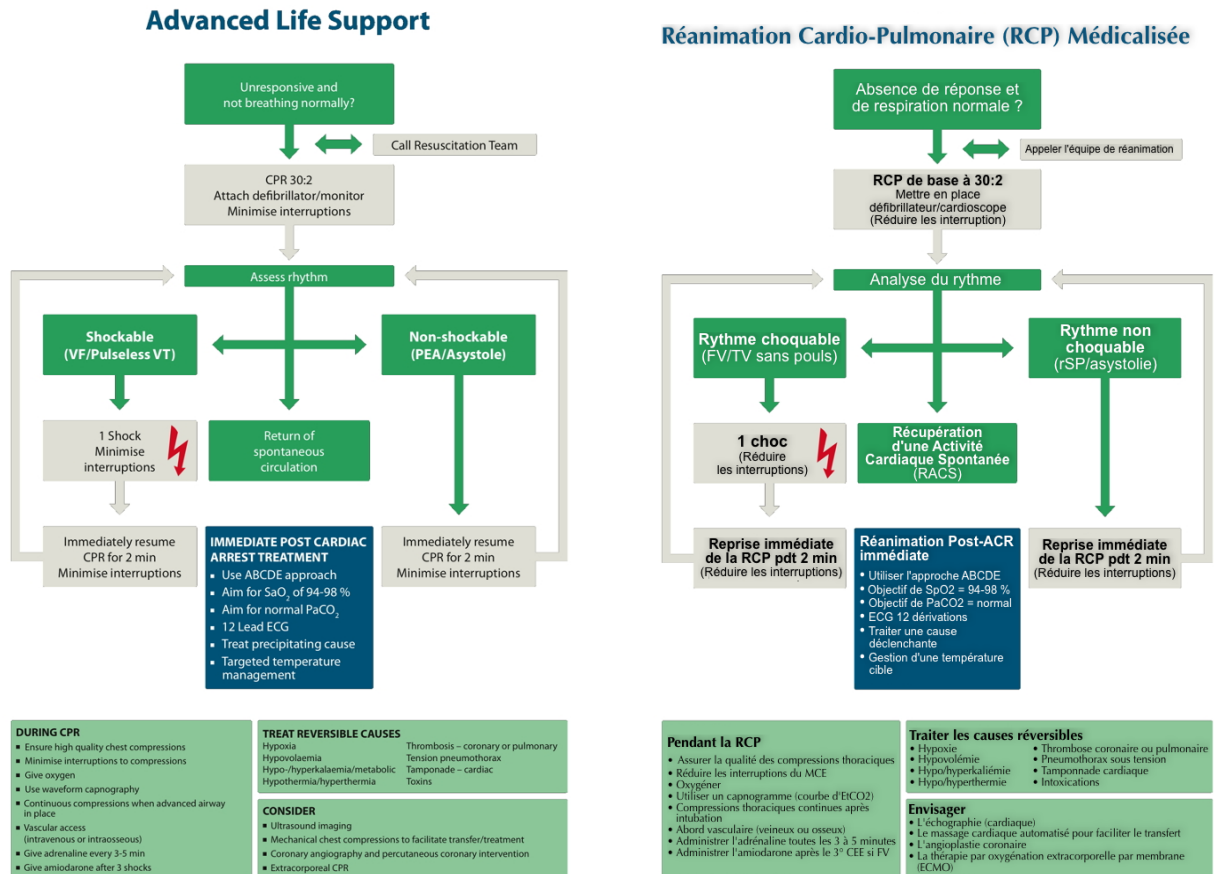 Advanced Life Support
Unresponsive and
not breathing normally?
Call Resuscitation Team
CPR 30:2
Attach defibrillator/monitor
Minimise interruptions
Assess rhythm
Shockable
(VF/Pulseless VT)
Non-shockable
(PEA/Asystole)
1 Shock
Minimise
interruptions
Return of
spontaneous
circulation
Immediately resume
CPR for 2 min
Minimise interruptions
IMMEDIATE POST CARDIAC
ARREST TREATMENT
▪ Use ABCDE approach
▪ Aim for SaO₂ of 94-98 %
▪ Aim for normal PaCO₂
▪ 12 Lead ECG
▪ Treat precipitating cause
▪ Targeted temperature
management
Immediately resume
CPR for 2 min
Minimise interruptions
DURING CPR
▪ Ensure high quality chest compressions
▪ Minimise interruptions to compressions
▪ Give oxygen
▪ Use waveform capnography
▪ Continuous compressions when advanced airway
in place
▪ Vascular access
(intravenous or intraosseous)
▪ Give adrenaline every 3-5 min
▪ Give amiodarone after 3 shocks
TREAT REVERSIBLE CAUSES
Hypoxia
Hypovolaemia
Hypo-/hyperkalaemia/metabolic
Hypothermia/hyperthermia
Thrombosis – coronary or pulmonary
Tension pneumothorax
Tamponade – cardiac
Toxins
CONSIDER
▪ Ultrasound imaging
▪ Mechanical chest compressions to facilitate transfer/treatment
▪ Coronary angiography and percutaneous coronary intervention
▪ Extracorporeal CPR
Réanimation Cardio-Pulmonaire (RCP) Médicalisée
Absence de réponse et
de respiration normale ?
Appeler l'équipe de réanimation
RCP de base à 30:2
Mettre en place
défibrillateur/cardioscope
(Réduire les interruption)
Analyse du rythme
Rythme choquable
(FV/TV sans pouls)
Rythme non
choquable
(rSP/asystolie)
1 choc
(Réduire
les interruptions)
Récupération
d'une Activité
Cardiaque Spontanée
(RACS)
Reprise immédiate
de la RCP pdt 2 min
(Réduire les interruptions)
Réanimation Post-ACR
immédiate
• Utiliser l'approche ABCDE
• Objectif de SpO2 = 94-98 %
• Objectif de PaCO2 = normal
• ECG 12 dérivations
• Traiter une cause
déclenchante
• Gestion d'une température
cible
Reprise immédiate
de la RCP pdt 2 min
(Réduire les interruptions)
Pendant la RCP
• Assurer la qualité des compressions thoraciques
• Réduire les interruptions du MCE
• Oxygéner
• Utiliser un capnogramme (courbe d'EtCO2)
• Compressions thoraciques continues après
intubation
• Abord vasculaire (veineux ou osseux)
• Administrer l'adrénaline toutes les 3 à 5 minutes
• Administrer l'amiodarone après le 3° CEE si FV
Traiter les causes réversibles
• Hypoxie
• Hypovolémie
• Hypo/hyperkaliémie
• Hypo/hyperthermie
• Thrombose coronaire ou pulmonaire
• Pneumothorax sous tension
• Tamponnade cardiaque
• Intoxications
Envisager
• L'échographie (cardiaque)
• Le massage cardiaque automatisé pour faciliter le transfert
• L'angioplastie coronaire
• La thérapie par oxygénation extracorporelle par membrane
(ECMO)